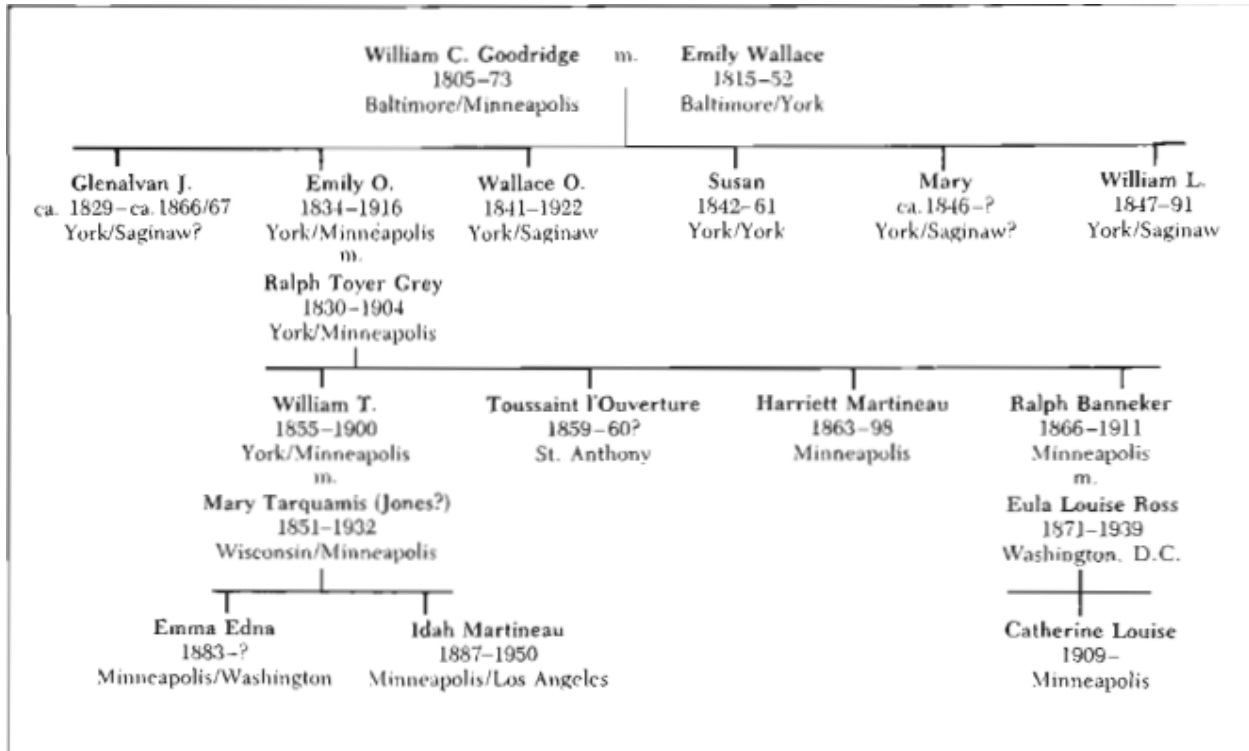 William C. Goodridge m. Emily Wallace
1805–73 1815–52
Baltimore/Minneapolis Baltimore/York
Glenalvan J. Emily O. Wallace O. Susan Mary William L.
ca. 1829–ca. 1866/67 1834–1916 1841–1922 1842–61 ca. 1846–? 1847–91
York/Saginaw? York/Minneapolis York/Saginaw York/York York/Saginaw? York/Saginaw
m.
Ralph Toyer Grey
1830–1904
York/Minneapolis
William T. Toussaint l'Ouverture Harriett Martineau Ralph Banneker
1855–1900 1859–60? 1863–98 1866–1911
York/Minneapolis St. Anthony Minneapolis Minneapolis
m. m.
Mary Tarquamis (Jones?) Eula Louise Ross
1851–1932 1871–1939
Wisconsin/Minneapolis Washington, D.C.
Emma Edna Idah Martineau Catherine Louise
1883–? 1887–1950 1909–
Minneapolis/Washington Minneapolis/Los Angeles Minneapolis